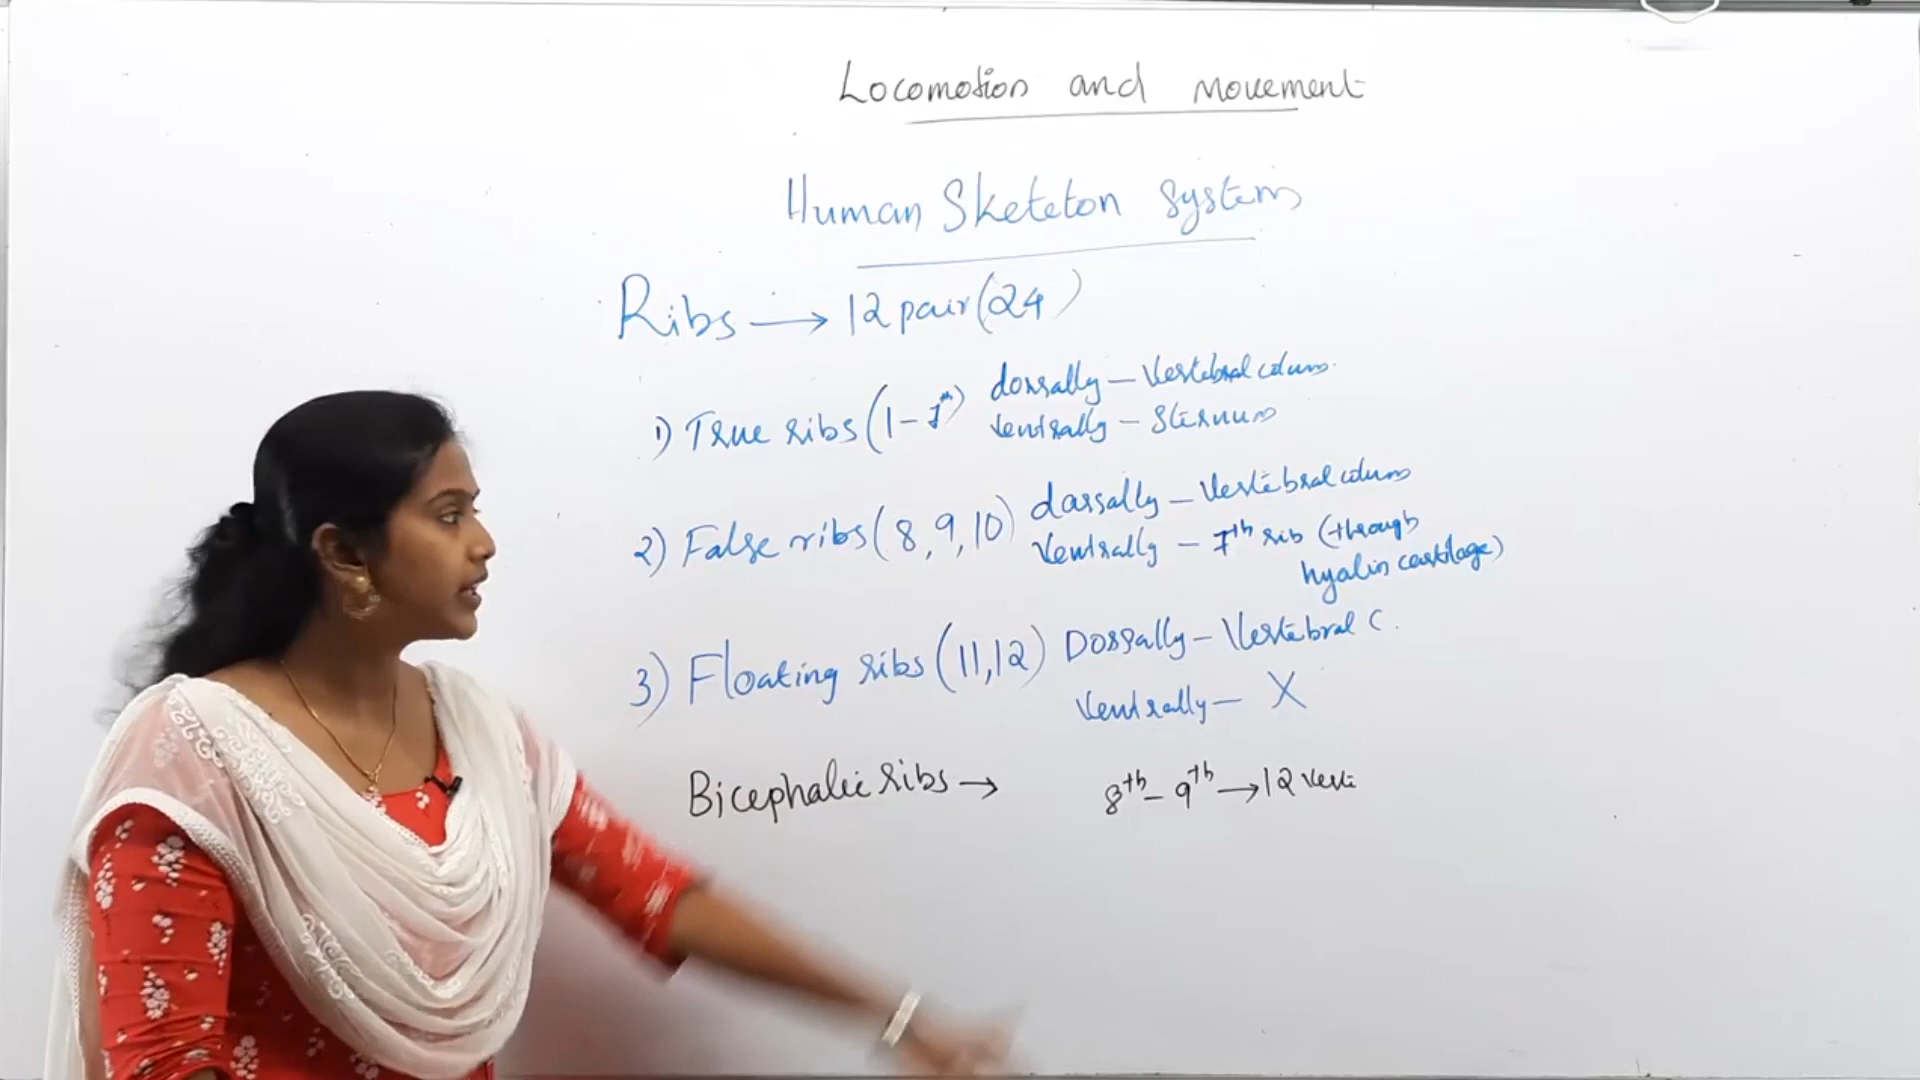 Locomotion and movement
Human Skeleton System
Ribs → 12 pair (24)
1) True ribs (1-7th) dorsally - Vertebral column.
ventrally - Sternum
2) False ribs (8, 9, 10) dorsally - Vertebral column
Ventrally - 7th rib (through
hyalin cartilage)
3) Floating ribs (11,12) Dorsally - Vertebral C.
Ventrally - X
Bicephalic ribs → 8th - 9th → 12 verte